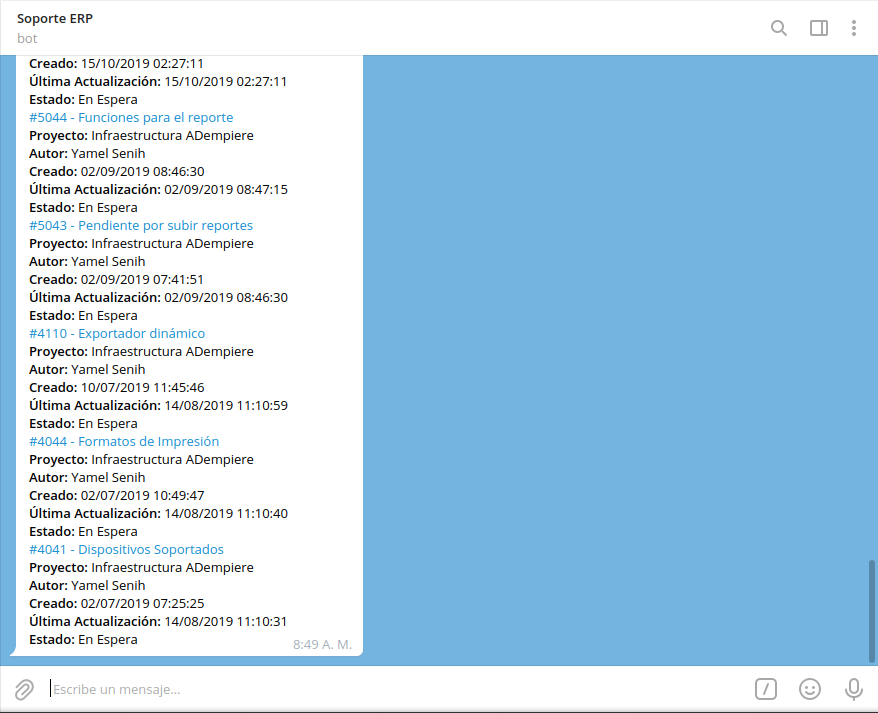 Soporte ERP
bot
Creado: 15/10/2019 02:27:11
Última Actualización: 15/10/2019 02:27:11
Estado: En Espera
#5044 - Funciones para el reporte
Proyecto: Infraestructura ADempiere
Autor: Yamel Senih
Creado: 02/09/2019 08:46:30
Última Actualización: 02/09/2019 08:47:15
Estado: En Espera
#5043 - Pendiente por subir reportes
Proyecto: Infraestructura ADempiere
Autor: Yamel Senih
Creado: 02/09/2019 07:41:51
Última Actualización: 02/09/2019 08:46:30
Estado: En Espera
#4110 - Exportador dinámico
Proyecto: Infraestructura ADempiere
Autor: Yamel Senih
Creado: 10/07/2019 11:45:46
Última Actualización: 14/08/2019 11:10:59
Estado: En Espera
#4044 - Formatos de Impresión
Proyecto: Infraestructura ADempiere
Autor: Yamel Senih
Creado: 02/07/2019 10:49:47
Última Actualización: 14/08/2019 11:10:40
Estado: En Espera
#4041 - Dispositivos Soportados
Proyecto: Infraestructura ADempiere
Autor: Yamel Senih
Creado: 02/07/2019 07:25:25
Última Actualización: 14/08/2019 11:10:31
Estado: En Espera
8:49 A. M.
Escribe un mensaje...